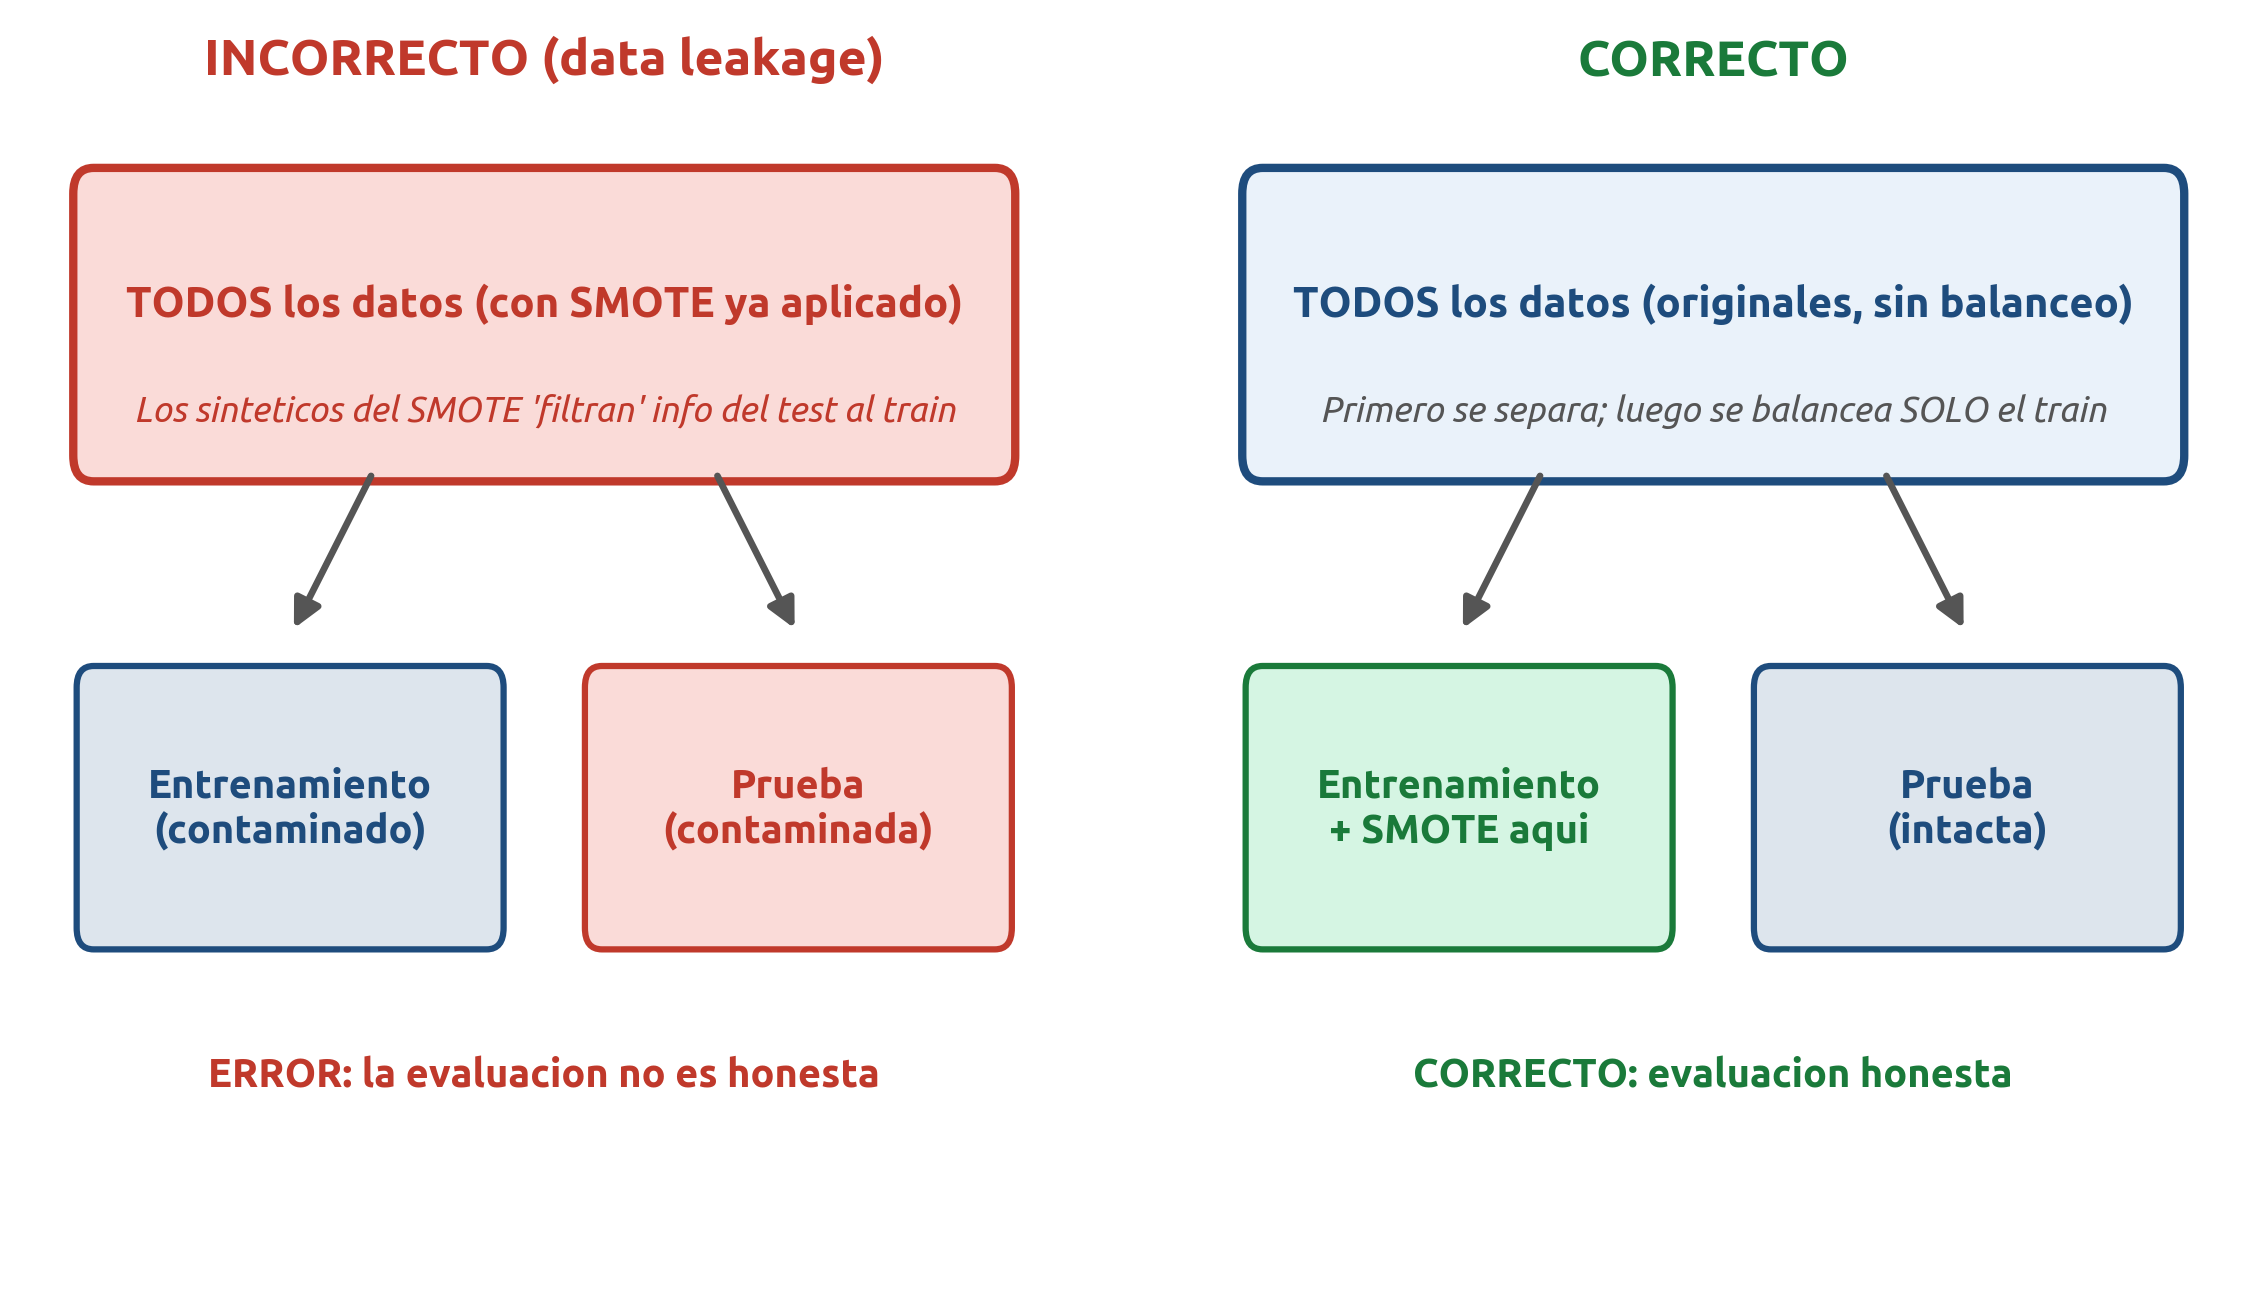 INCORRECTO (data leakage)
TODOS los datos (con SMOTE ya aplicado)
Los sinteticos del SMOTE 'filtran' info del test al train
Entrenamiento
(contaminado)
Prueba
(contaminada)
ERROR: la evaluacion no es honesta
CORRECTO
TODOS los datos (originales, sin balanceo)
Primero se separa; luego se balancea SOLO el train
Entrenamiento
+ SMOTE aqui
Prueba
(intacta)
CORRECTO: evaluacion honesta